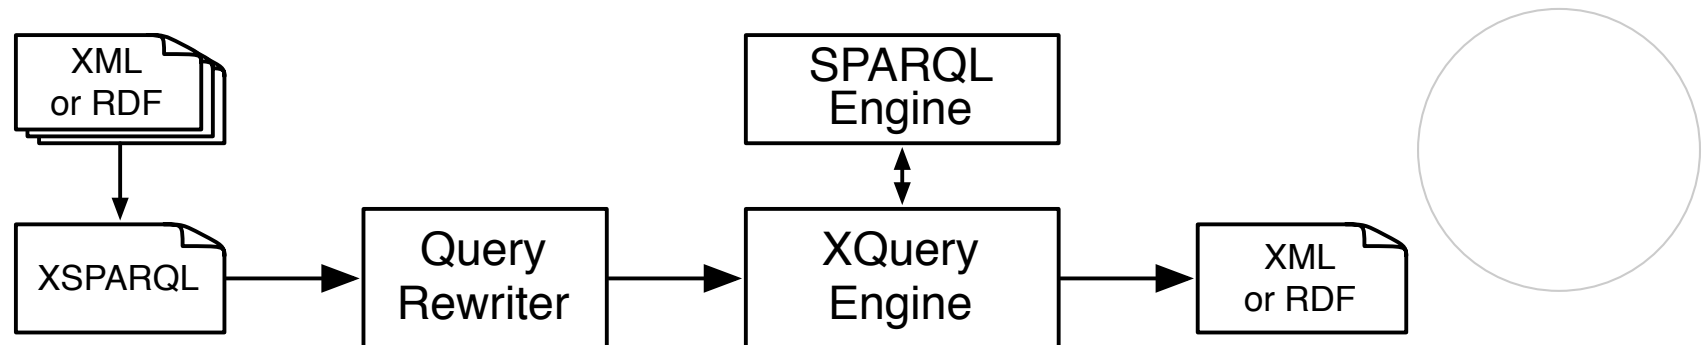 XML
or RDF
SPARQL
Engine
XSPARQL
Query
Rewriter
XQuery
Engine
XML
or RDF